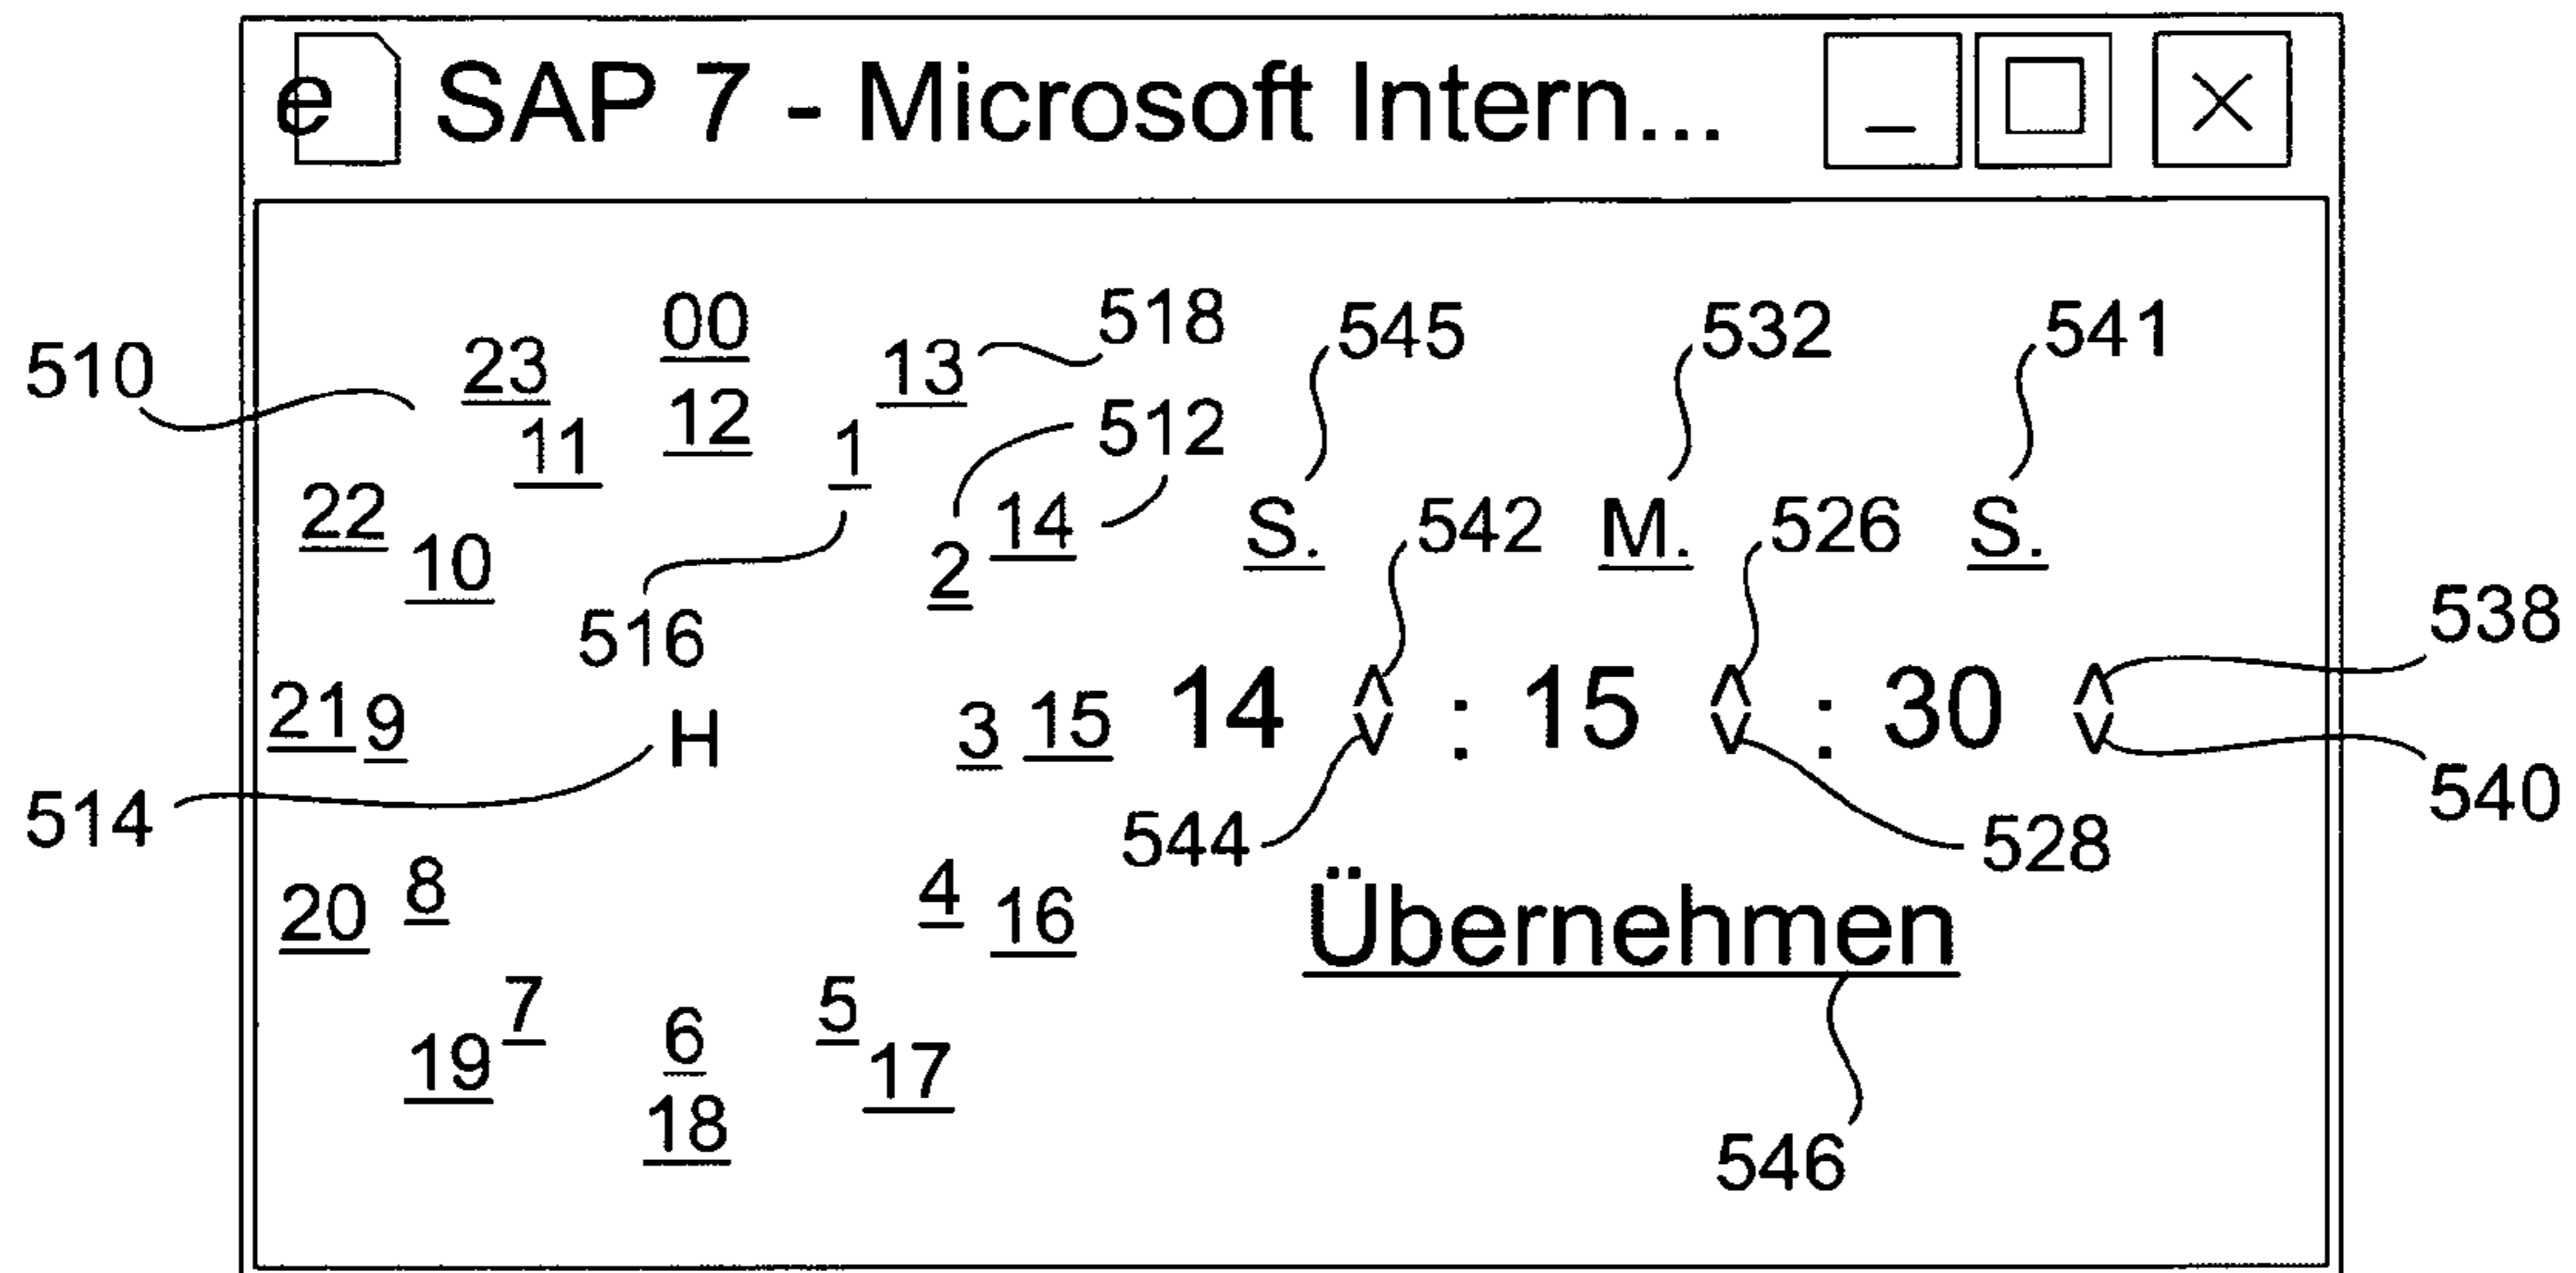 e SAP 7 - Microsoft Intern...
00 518
23 13 545 532 541
510 12 512
11 1
22 14 S. 542 M. 526 S.
10 2
516 538
21 9 H 3 15 14 : 15 : 30
514 544 528 540
8 4
20 16 Übernehmen
7 6 5
19 17
18 546